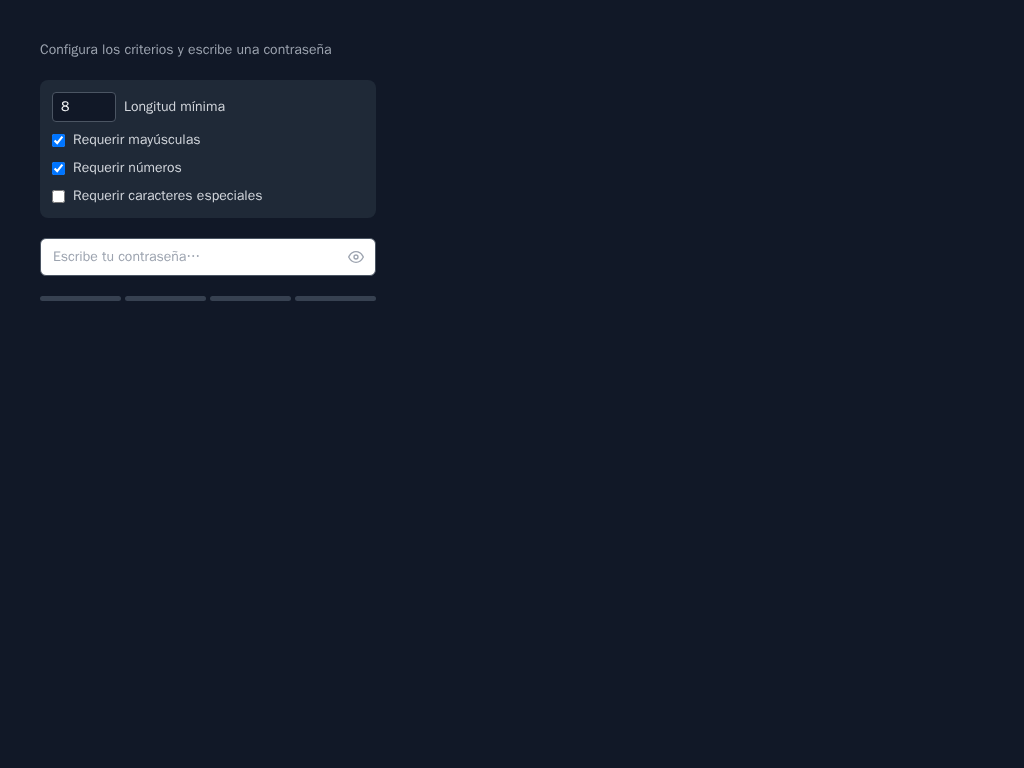 Configura los criterios y escribe una contraseña
8 Longitud mínima
Requerir mayúsculas
Requerir números
Requerir caracteres especiales
Escribe tu contraseña…